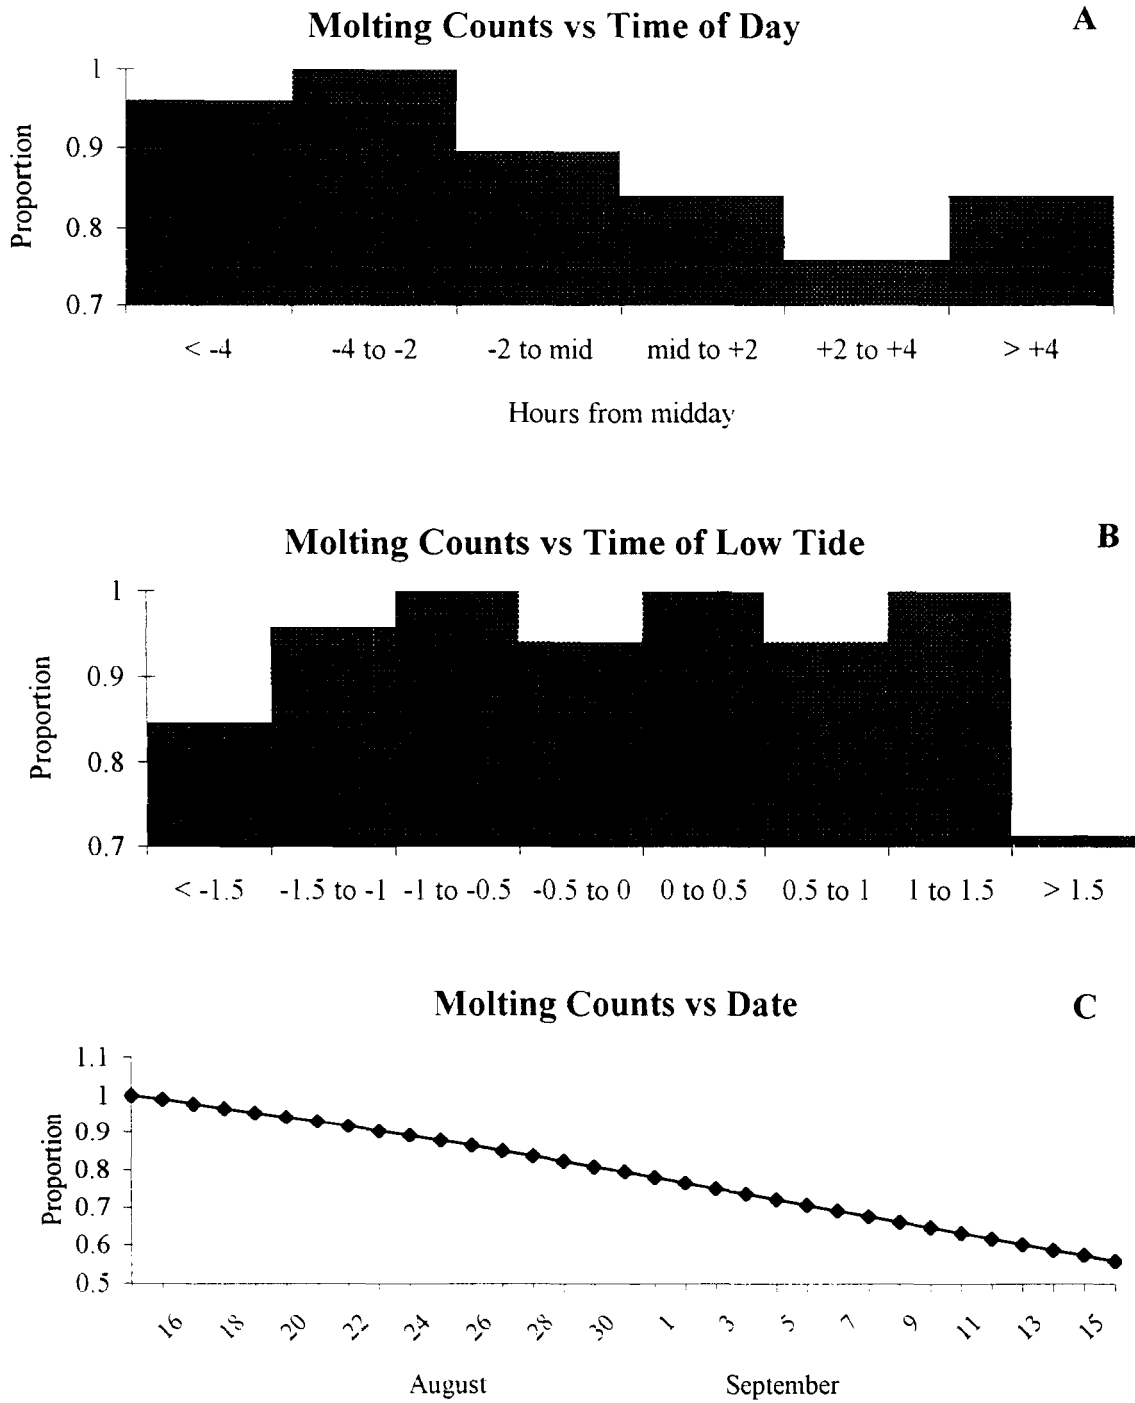 Molting Counts vs Time of Day
A
Proportion
1
0.9
0.8
0.7
< -4 -4 to -2 -2 to mid mid to +2 +2 to +4 > +4
Hours from midday
Molting Counts vs Time of Low Tide
B
Proportion
1
0.9
0.8
0.7
< -1.5 -1.5 to -1 -1 to -0.5 -0.5 to 0 0 to 0.5 0.5 to 1 1 to 1.5 > 1.5
Molting Counts vs Date
C
Proportion
1.1
1
0.9
0.8
0.7
0.6
0.5
16 18 20 22 24 26 28 30 1 3 5 7 9 11 13 15
August September